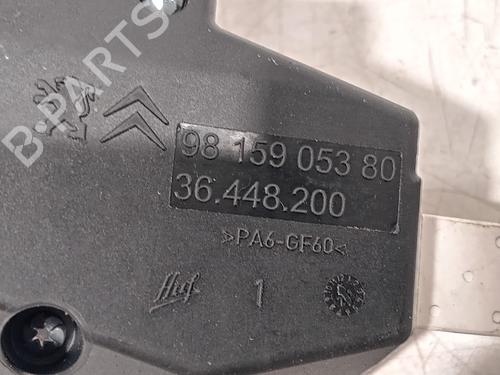 B-PARTS
98 159 053 80
36.448.200
>PA6-GF60<
Huf 1